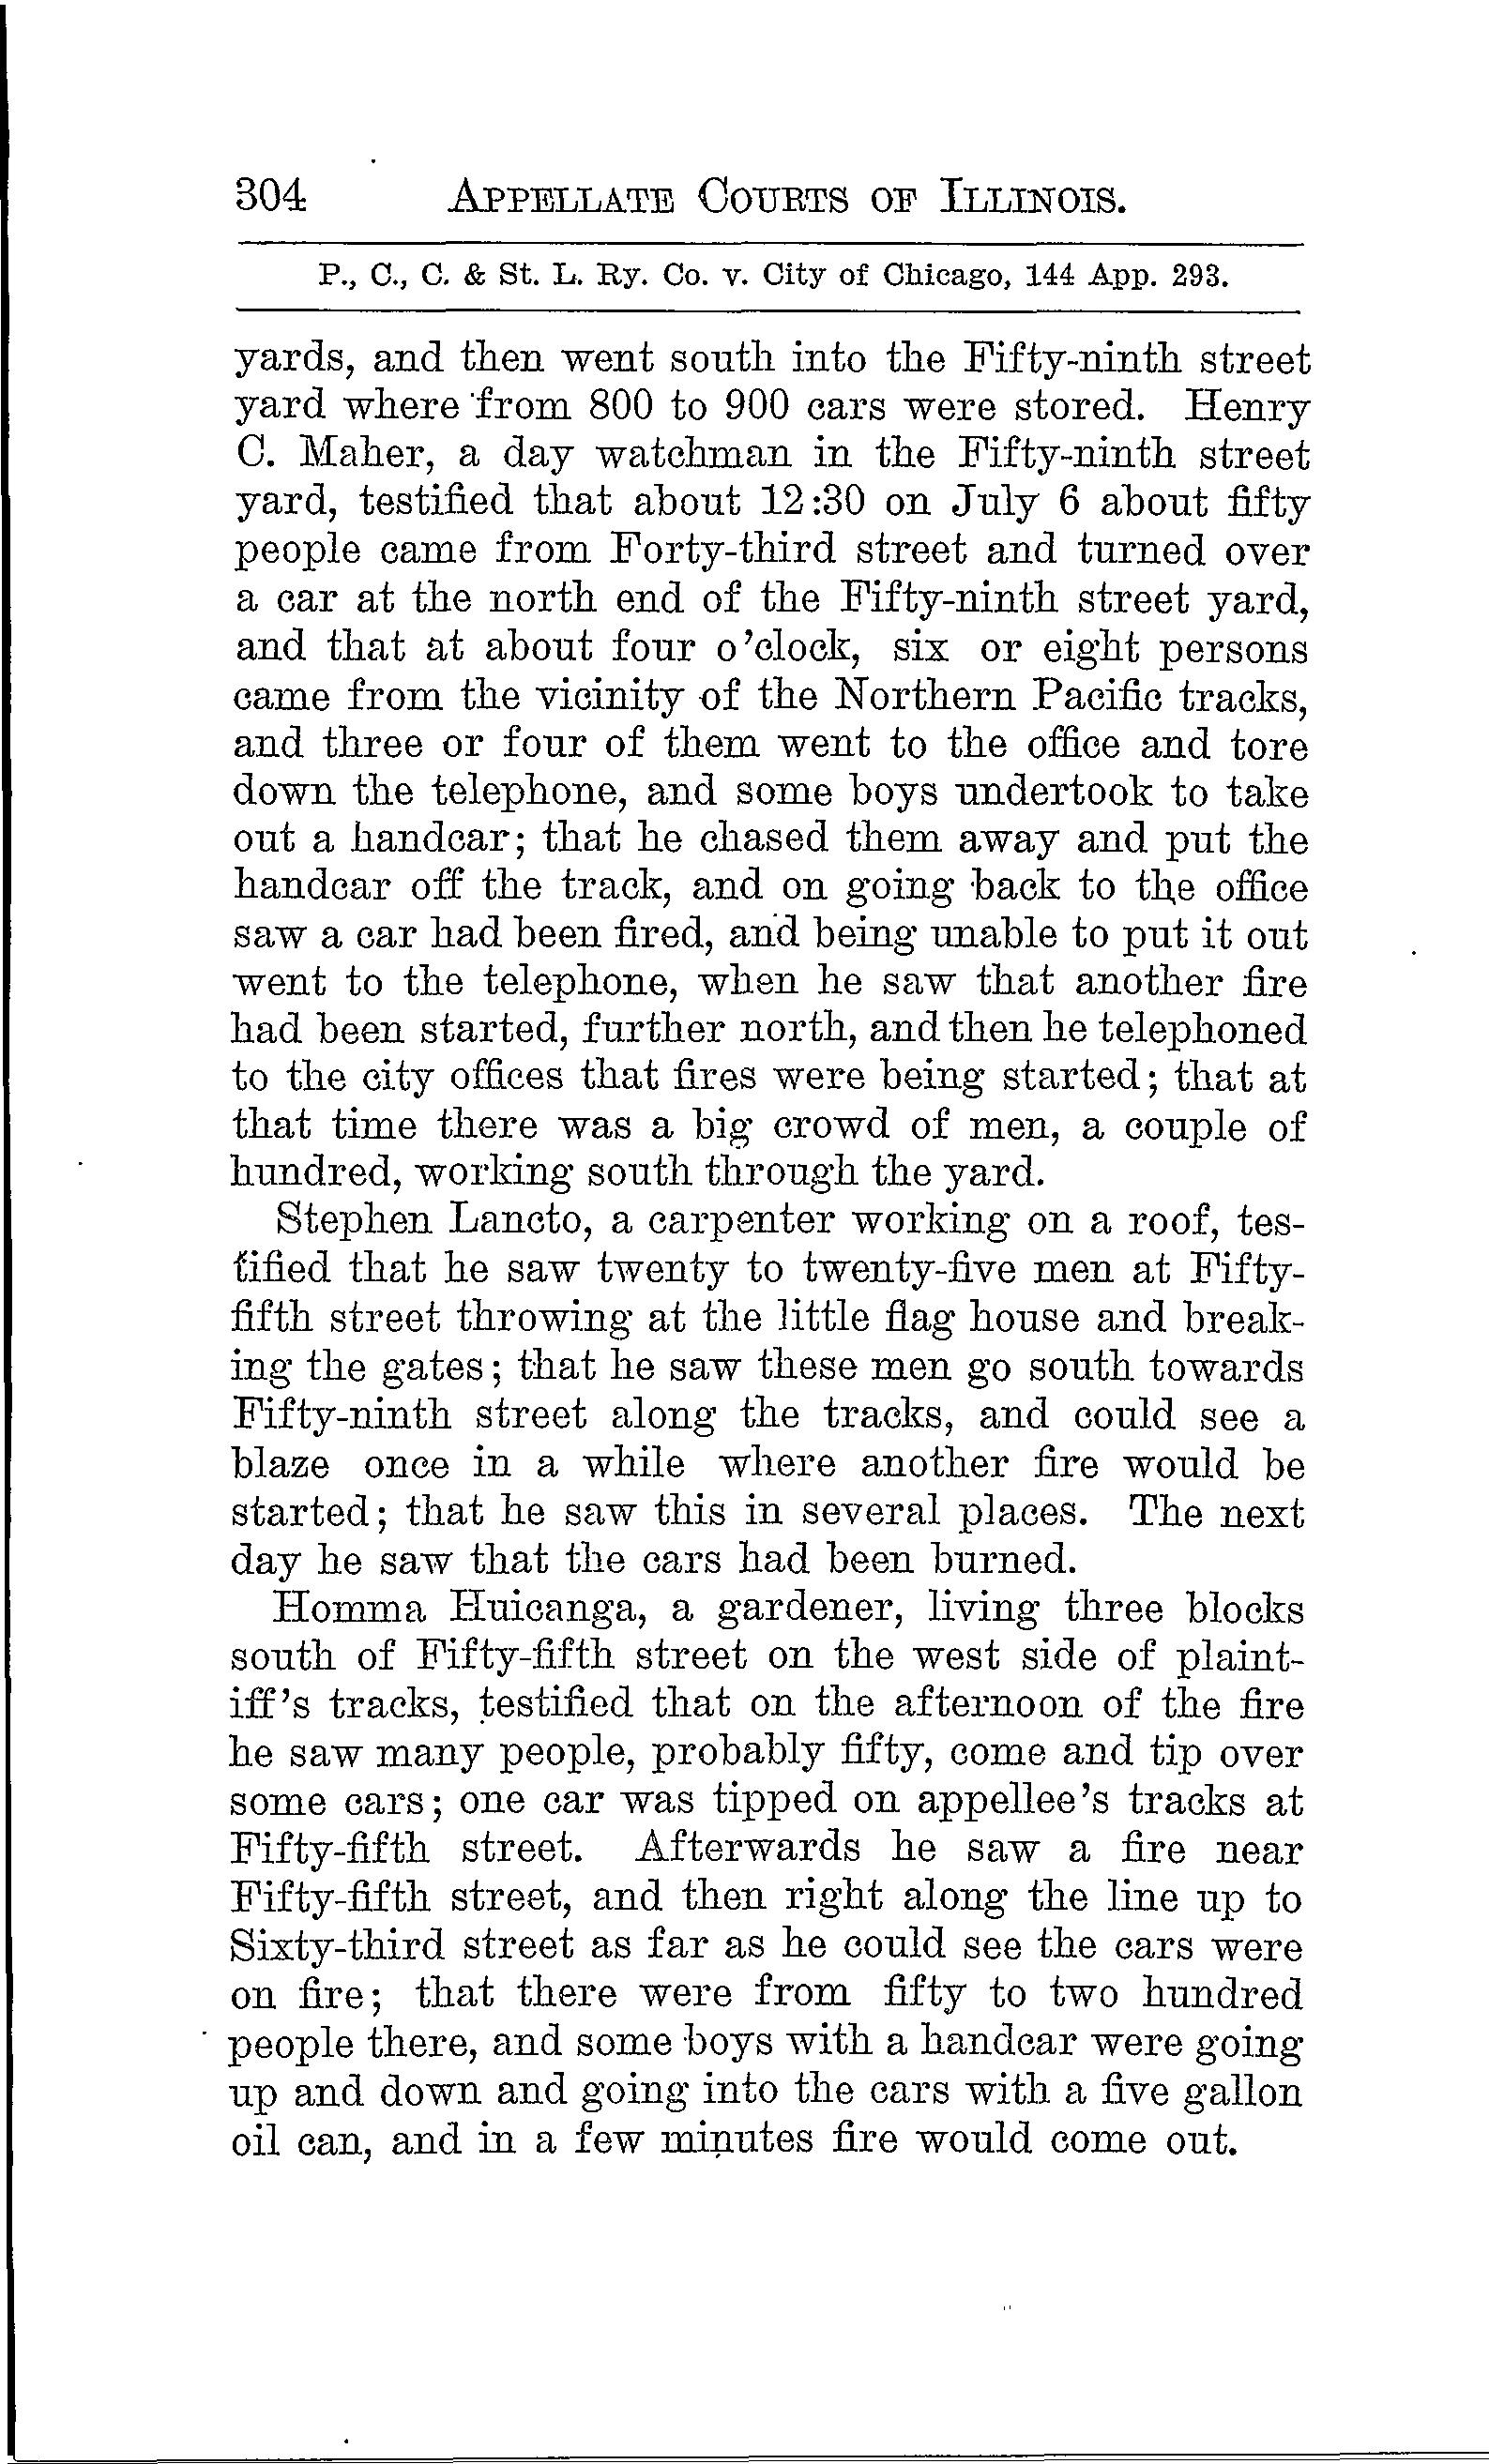 304 APPELLATE COURTS OF ILLINOIS.
P., C., C. & St. L. Ry. Co. v. City of Chicago, 144 App. 293.
yards, and then went south into the Fifty-ninth street
yard where from 800 to 900 cars were stored. Henry
C. Maher, a day watchman in the Fifty-ninth street
yard, testified that about 12:30 on July 6 about fifty
people came from Forty-third street and turned over
a car at the north end of the Fifty-ninth street yard,
and that at about four o'clock, six or eight persons
came from the vicinity of the Northern Pacific tracks,
and three or four of them went to the office and tore
down the telephone, and some boys undertook to take
out a handcar; that he chased them away and put the
handcar off the track, and on going back to the office
saw a car had been fired, and being unable to put it out
went to the telephone, when he saw that another fire
had been started, further north, and then he telephoned
to the city offices that fires were being started; that at
that time there was a big crowd of men, a couple of
hundred, working south through the yard.
Stephen Lancto, a carpenter working on a roof, tes-
tified that he saw twenty to twenty-five men at Fifty-
fifth street throwing at the little flag house and break-
ing the gates; that he saw these men go south towards
Fifty-ninth street along the tracks, and could see a
blaze once in a while where another fire would be
started; that he saw this in several places. The next
day he saw that the cars had been burned.
Homma Huicanga, a gardener, living three blocks
south of Fifty-fifth street on the west side of plaint-
iff's tracks, testified that on the afternoon of the fire
he saw many people, probably fifty, come and tip over
some cars; one car was tipped on appellee's tracks at
Fifty-fifth street. Afterwards he saw a fire near
Fifty-fifth street, and then right along the line up to
Sixty-third street as far as he could see the cars were
on fire; that there were from fifty to two hundred
people there, and some boys with a handcar were going
up and down and going into the cars with a five gallon
oil can, and in a few minutes fire would come out.